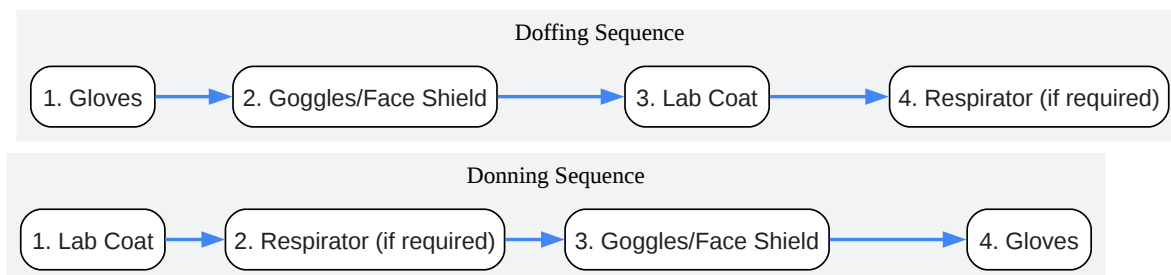 Doffing Sequence
1. Gloves
2. Goggles/Face Shield
3. Lab Coat
4. Respirator (if required)
Donning Sequence
1. Lab Coat
2. Respirator (if required)
3. Goggles/Face Shield
4. Gloves